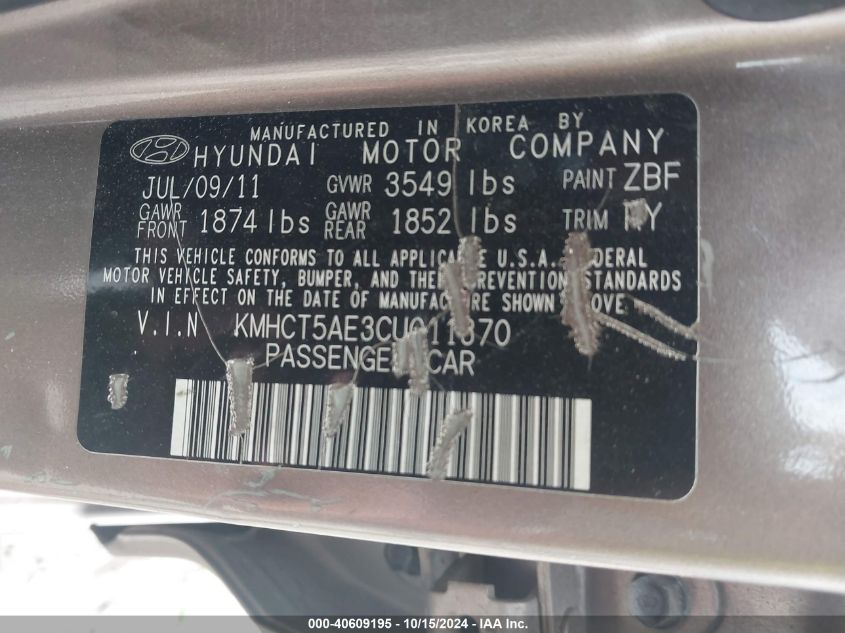 MANUFACTURED IN KOREA BY
HYUNDAI MOTOR COMPANY
JUL/09/11 GVWR 3549 lbs PAINT ZBF
GAWR FRONT 1874 lbs GAWR REAR 1852 lbs TRIM
THIS VEHICLE CONFORMS TO ALL APPLICABLE U.S.A. FEDERAL
MOTOR VEHICLE SAFETY, BUMPER, AND THEFT PREVENTION STANDARDS
IN EFFECT ON THE DATE OF MANUFACTURE SHOWN ABOVE.
V.I.N
PASSENGER CAR
000-40609195 - 10/15/2024 - IAA Inc.